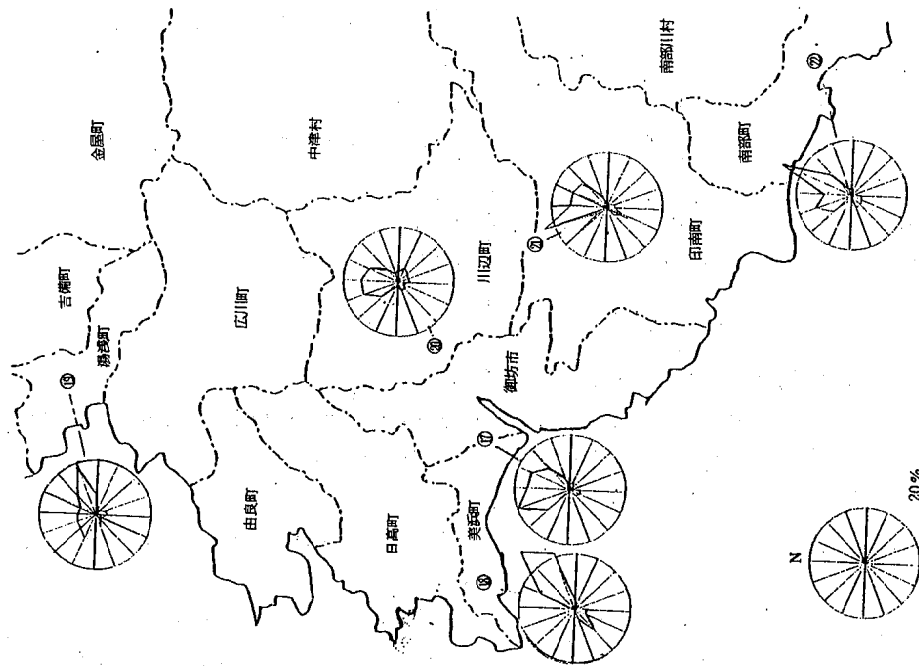 金屋町
吉備町
湯浅町
⑲
中津村
広川町
南部川村
川辺町
⑳
㉑
㉒
南部町
印南町
由良町
御坊市
日高町
⑰
美浜町
⑱
N
20%